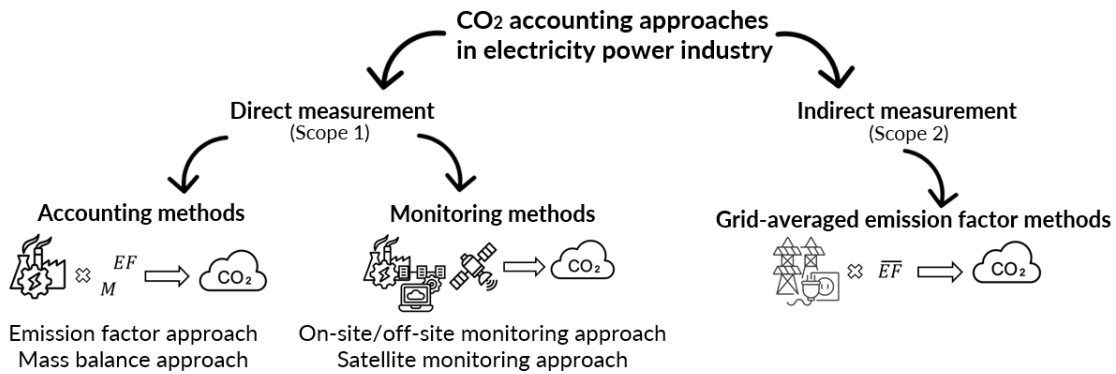 CO₂ accounting approaches
in electricity power industry
Direct measurement
(Scope 1)
Indirect measurement
(Scope 2)
Accounting methods
Monitoring methods
Grid-averaged emission factor methods
EF
M
CO₂
CO₂
E̅F̅
CO₂
Emission factor approach
Mass balance approach
On-site/off-site monitoring approach
Satellite monitoring approach